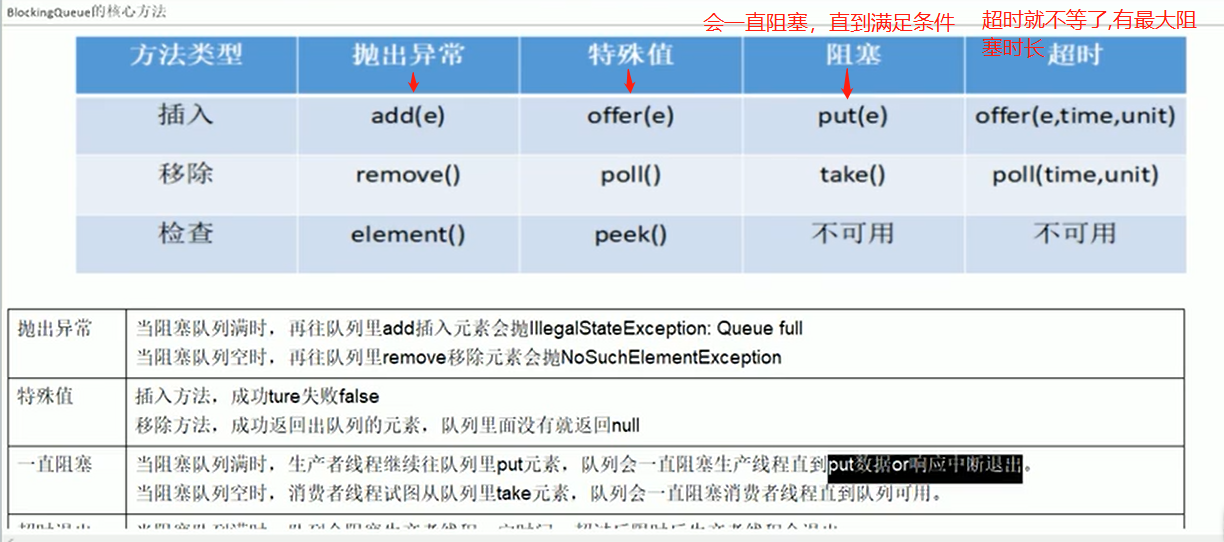 BlockingQueue的核心方法
会一直阻塞，直到满足条件
超时就不等了,有最大阻
塞时长
方法类型 抛出异常 特殊值 阻塞 超时
插入 add(e) offer(e) put(e) offer(e,time,unit)
移除 remove() poll() take() poll(time,unit)
检查 element() peek() 不可用 不可用
抛出异常 当阻塞队列满时，再往队列里add插入元素会抛IllegalStateException: Queue full
当阻塞队列空时，再往队列里remove移除元素会抛NoSuchElementException
特殊值 插入方法，成功ture失败false
移除方法，成功返回出队列的元素，队列里面没有就返回null
一直阻塞 当阻塞队列满时，生产者线程继续往队列里put元素，队列会一直阻塞生产线程直到put数据or响应中断退出。
当阻塞队列空时，消费者线程试图从队列里take元素，队列会一直阻塞消费者线程直到队列可用。